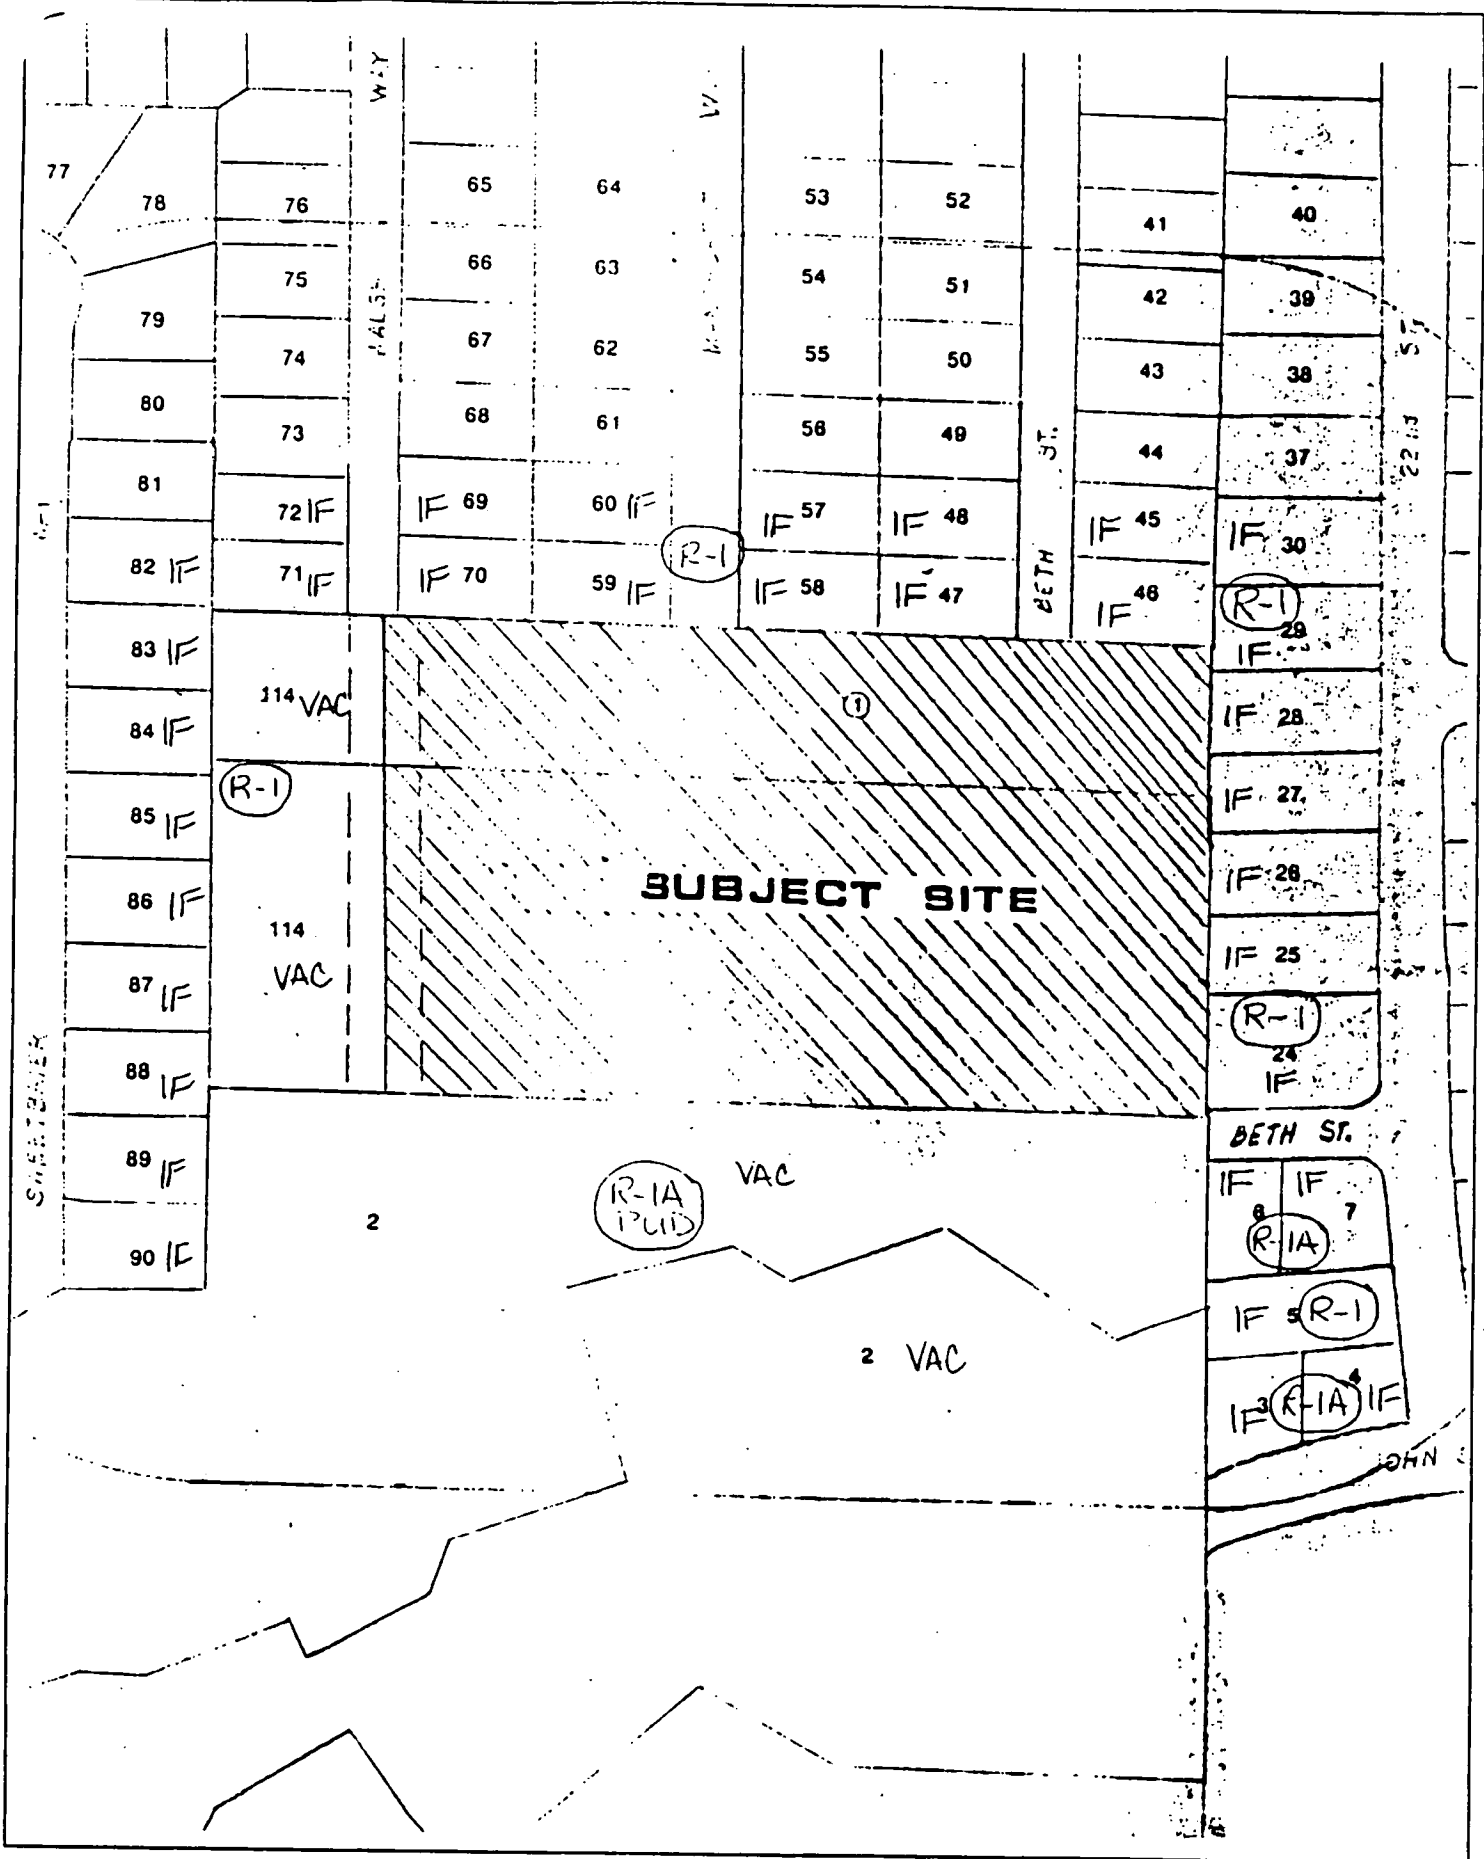 WAY
W.
77
78
76
65
64
53
52
41
40
75
66
63
54
51
42
39
79
74
67
62
55
50
43
38
ST
80
73
68
61
56
49
ST.
44
37
22ND
81
72 IF
IF 69
60 IF
IF 57
IF 48
IF 45
IF 30
82 IF
71 IF
IF 70
59 IF
R-1
IF 58
IF 47
BETH
IF 46
R-1
29
IF
83 IF
114 VAC
1
84 IF
IF 28
R-1
85 IF
IF 27
86 IF
SUBJECT SITE
IF 26
114
VAC
87 IF
IF 25
R-1
24
IF
88 IF
BETH ST.
89 IF
2
R-1A
PUD
VAC
IF
IF
6
7
R-1A
90 IF
IF 5 R-1
2 VAC
IF 3 R-1A 4 IF
OHN